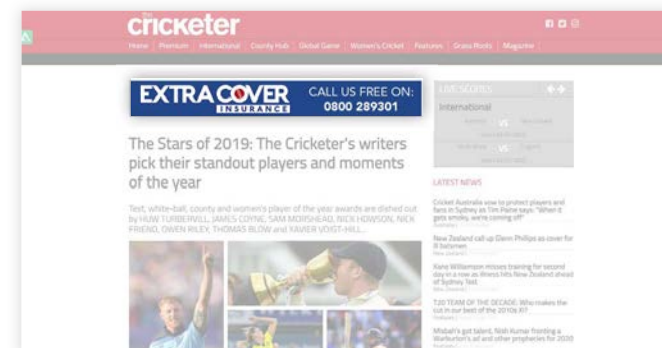 the
cricketer
Home Premium International County Hub Global Game Women's Cricket Features Grass Roots Magazine
EXTRA COVER
INSURANCE
CALL US FREE ON:
0800 289301
LIVE SCORES
International
VS
VS
The Stars of 2019: The Cricketer's writers
pick their standout players and moments
of the year
Test, white-ball, county and women's player of the year awards are dished out
by HUW TURBERVILL, JAMES COYNE, SAM MORSHEAD, NICK HOWSON, NICK
FRIEND, OWEN RILEY, THOMAS BLOW and XAVIER VOIGT-HILL...
LATEST NEWS
Cricket Australia vow to protect players and
fans in Sydney as Tim Paine says: "When it
gets smoky, we're coming off"
New Zealand call up Glenn Phillips as cover for
ill batsmen
Kane Williamson misses training for second
day in a row as illness hits New Zealand ahead
of Sydney Test
T20 TEAM OF THE DECADE: Who makes the
cut in our best of the 2010s XI?
Misbah's got talent, Nish Kumar fronting a
Warburton's ad and other prophecies for 2020